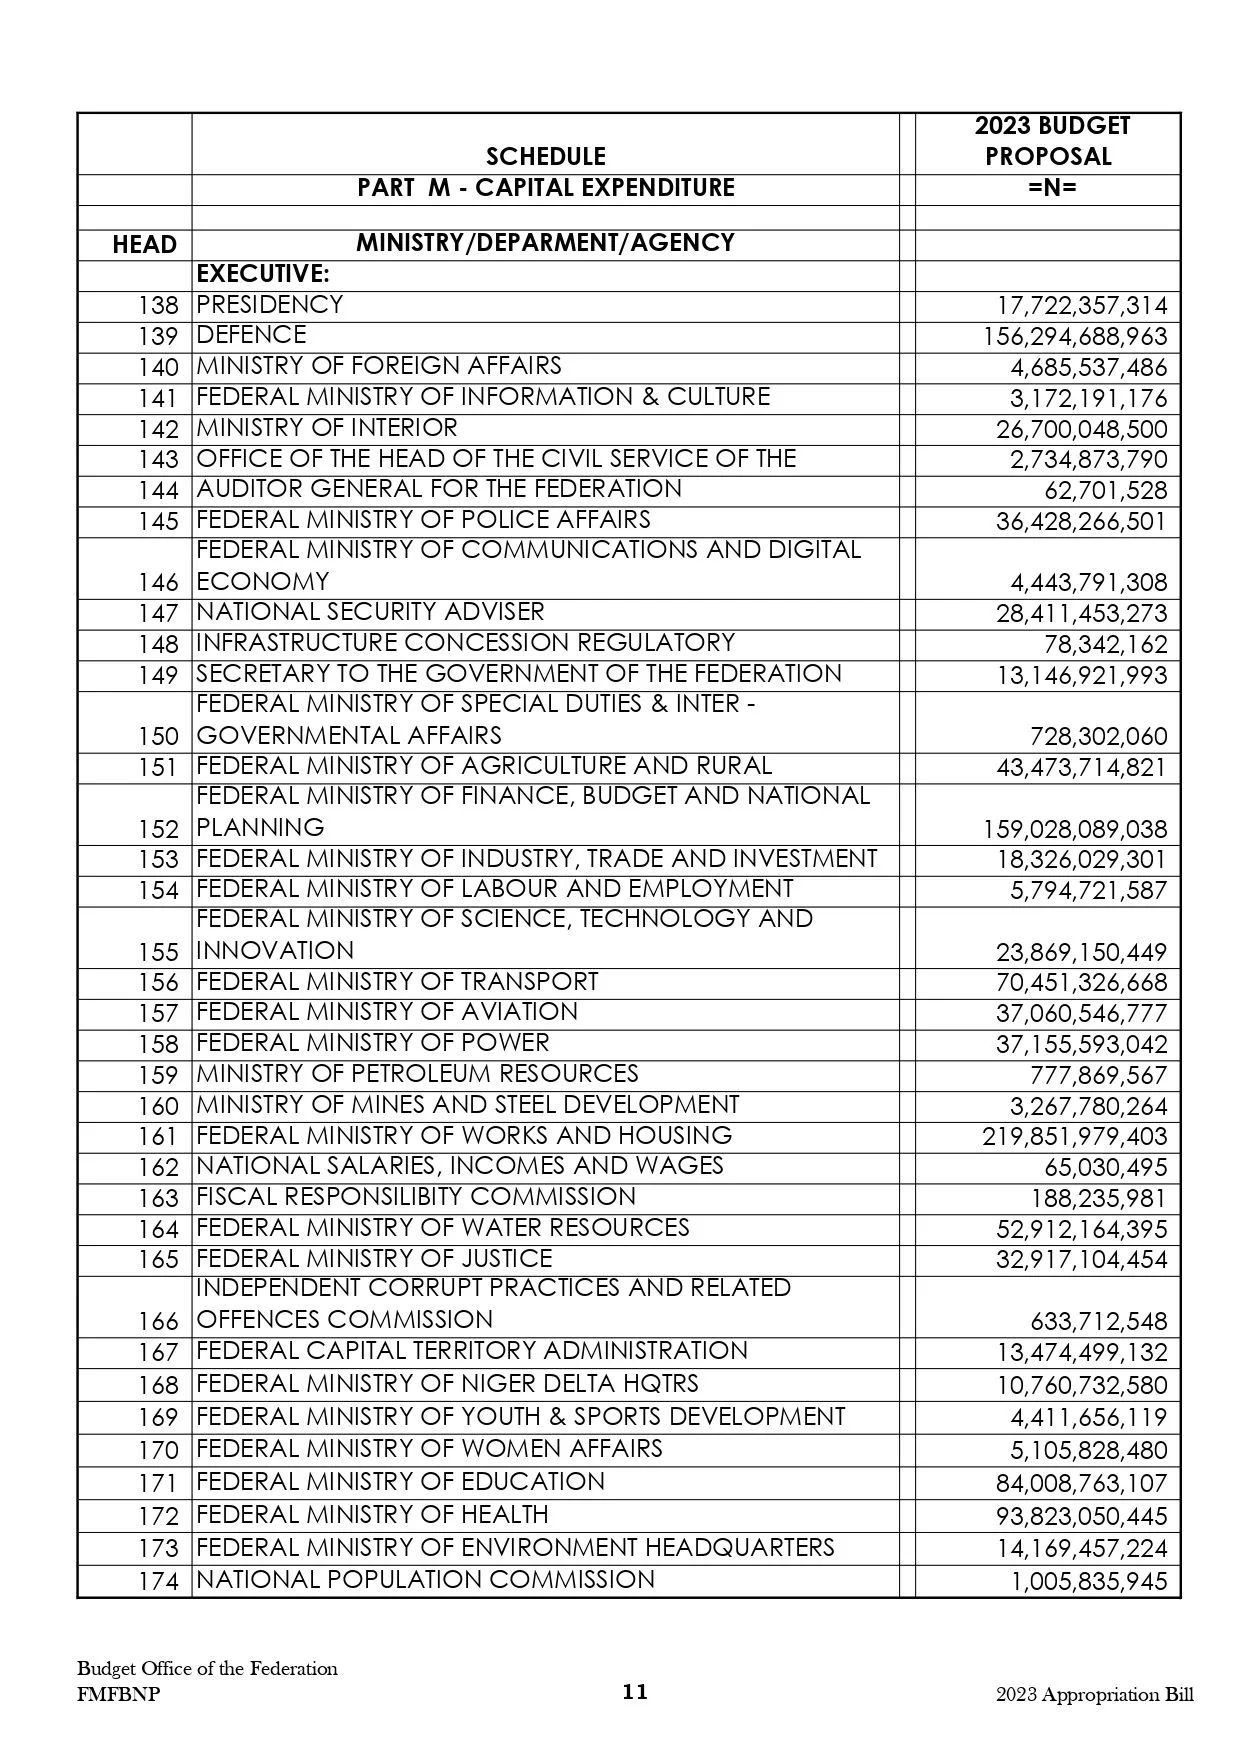 2023 BUDGET
SCHEDULE PROPOSAL
PART M - CAPITAL EXPENDITURE =N=
HEAD MINISTRY/DEPARMENT/AGENCY
EXECUTIVE:
138 PRESIDENCY 17,722,357,314
139 DEFENCE 156,294,688,963
140 MINISTRY OF FOREIGN AFFAIRS 4,685,537,486
141 FEDERAL MINISTRY OF INFORMATION & CULTURE 3,172,191,176
142 MINISTRY OF INTERIOR 26,700,048,500
143 OFFICE OF THE HEAD OF THE CIVIL SERVICE OF THE 2,734,873,790
144 AUDITOR GENERAL FOR THE FEDERATION 62,701,528
145 FEDERAL MINISTRY OF POLICE AFFAIRS 36,428,266,501
FEDERAL MINISTRY OF COMMUNICATIONS AND DIGITAL
146 ECONOMY 4,443,791,308
147 NATIONAL SECURITY ADVISER 28,411,453,273
148 INFRASTRUCTURE CONCESSION REGULATORY 78,342,162
149 SECRETARY TO THE GOVERNMENT OF THE FEDERATION 13,146,921,993
FEDERAL MINISTRY OF SPECIAL DUTIES & INTER -
150 GOVERNMENTAL AFFAIRS 728,302,060
151 FEDERAL MINISTRY OF AGRICULTURE AND RURAL 43,473,714,821
FEDERAL MINISTRY OF FINANCE, BUDGET AND NATIONAL
152 PLANNING 159,028,089,038
153 FEDERAL MINISTRY OF INDUSTRY, TRADE AND INVESTMENT 18,326,029,301
154 FEDERAL MINISTRY OF LABOUR AND EMPLOYMENT 5,794,721,587
FEDERAL MINISTRY OF SCIENCE, TECHNOLOGY AND
155 INNOVATION 23,869,150,449
156 FEDERAL MINISTRY OF TRANSPORT 70,451,326,668
157 FEDERAL MINISTRY OF AVIATION 37,060,546,777
158 FEDERAL MINISTRY OF POWER 37,155,593,042
159 MINISTRY OF PETROLEUM RESOURCES 777,869,567
160 MINISTRY OF MINES AND STEEL DEVELOPMENT 3,267,780,264
161 FEDERAL MINISTRY OF WORKS AND HOUSING 219,851,979,403
162 NATIONAL SALARIES, INCOMES AND WAGES 65,030,495
163 FISCAL RESPONSILIBITY COMMISSION 188,235,981
164 FEDERAL MINISTRY OF WATER RESOURCES 52,912,164,395
165 FEDERAL MINISTRY OF JUSTICE 32,917,104,454
INDEPENDENT CORRUPT PRACTICES AND RELATED
166 OFFENCES COMMISSION 633,712,548
167 FEDERAL CAPITAL TERRITORY ADMINISTRATION 13,474,499,132
168 FEDERAL MINISTRY OF NIGER DELTA HQTRS 10,760,732,580
169 FEDERAL MINISTRY OF YOUTH & SPORTS DEVELOPMENT 4,411,656,119
170 FEDERAL MINISTRY OF WOMEN AFFAIRS 5,105,828,480
171 FEDERAL MINISTRY OF EDUCATION 84,008,763,107
172 FEDERAL MINISTRY OF HEALTH 93,823,050,445
173 FEDERAL MINISTRY OF ENVIRONMENT HEADQUARTERS 14,169,457,224
174 NATIONAL POPULATION COMMISSION 1,005,835,945
Budget Office of the Federation
FMFBNP 11 2023 Appropriation Bill